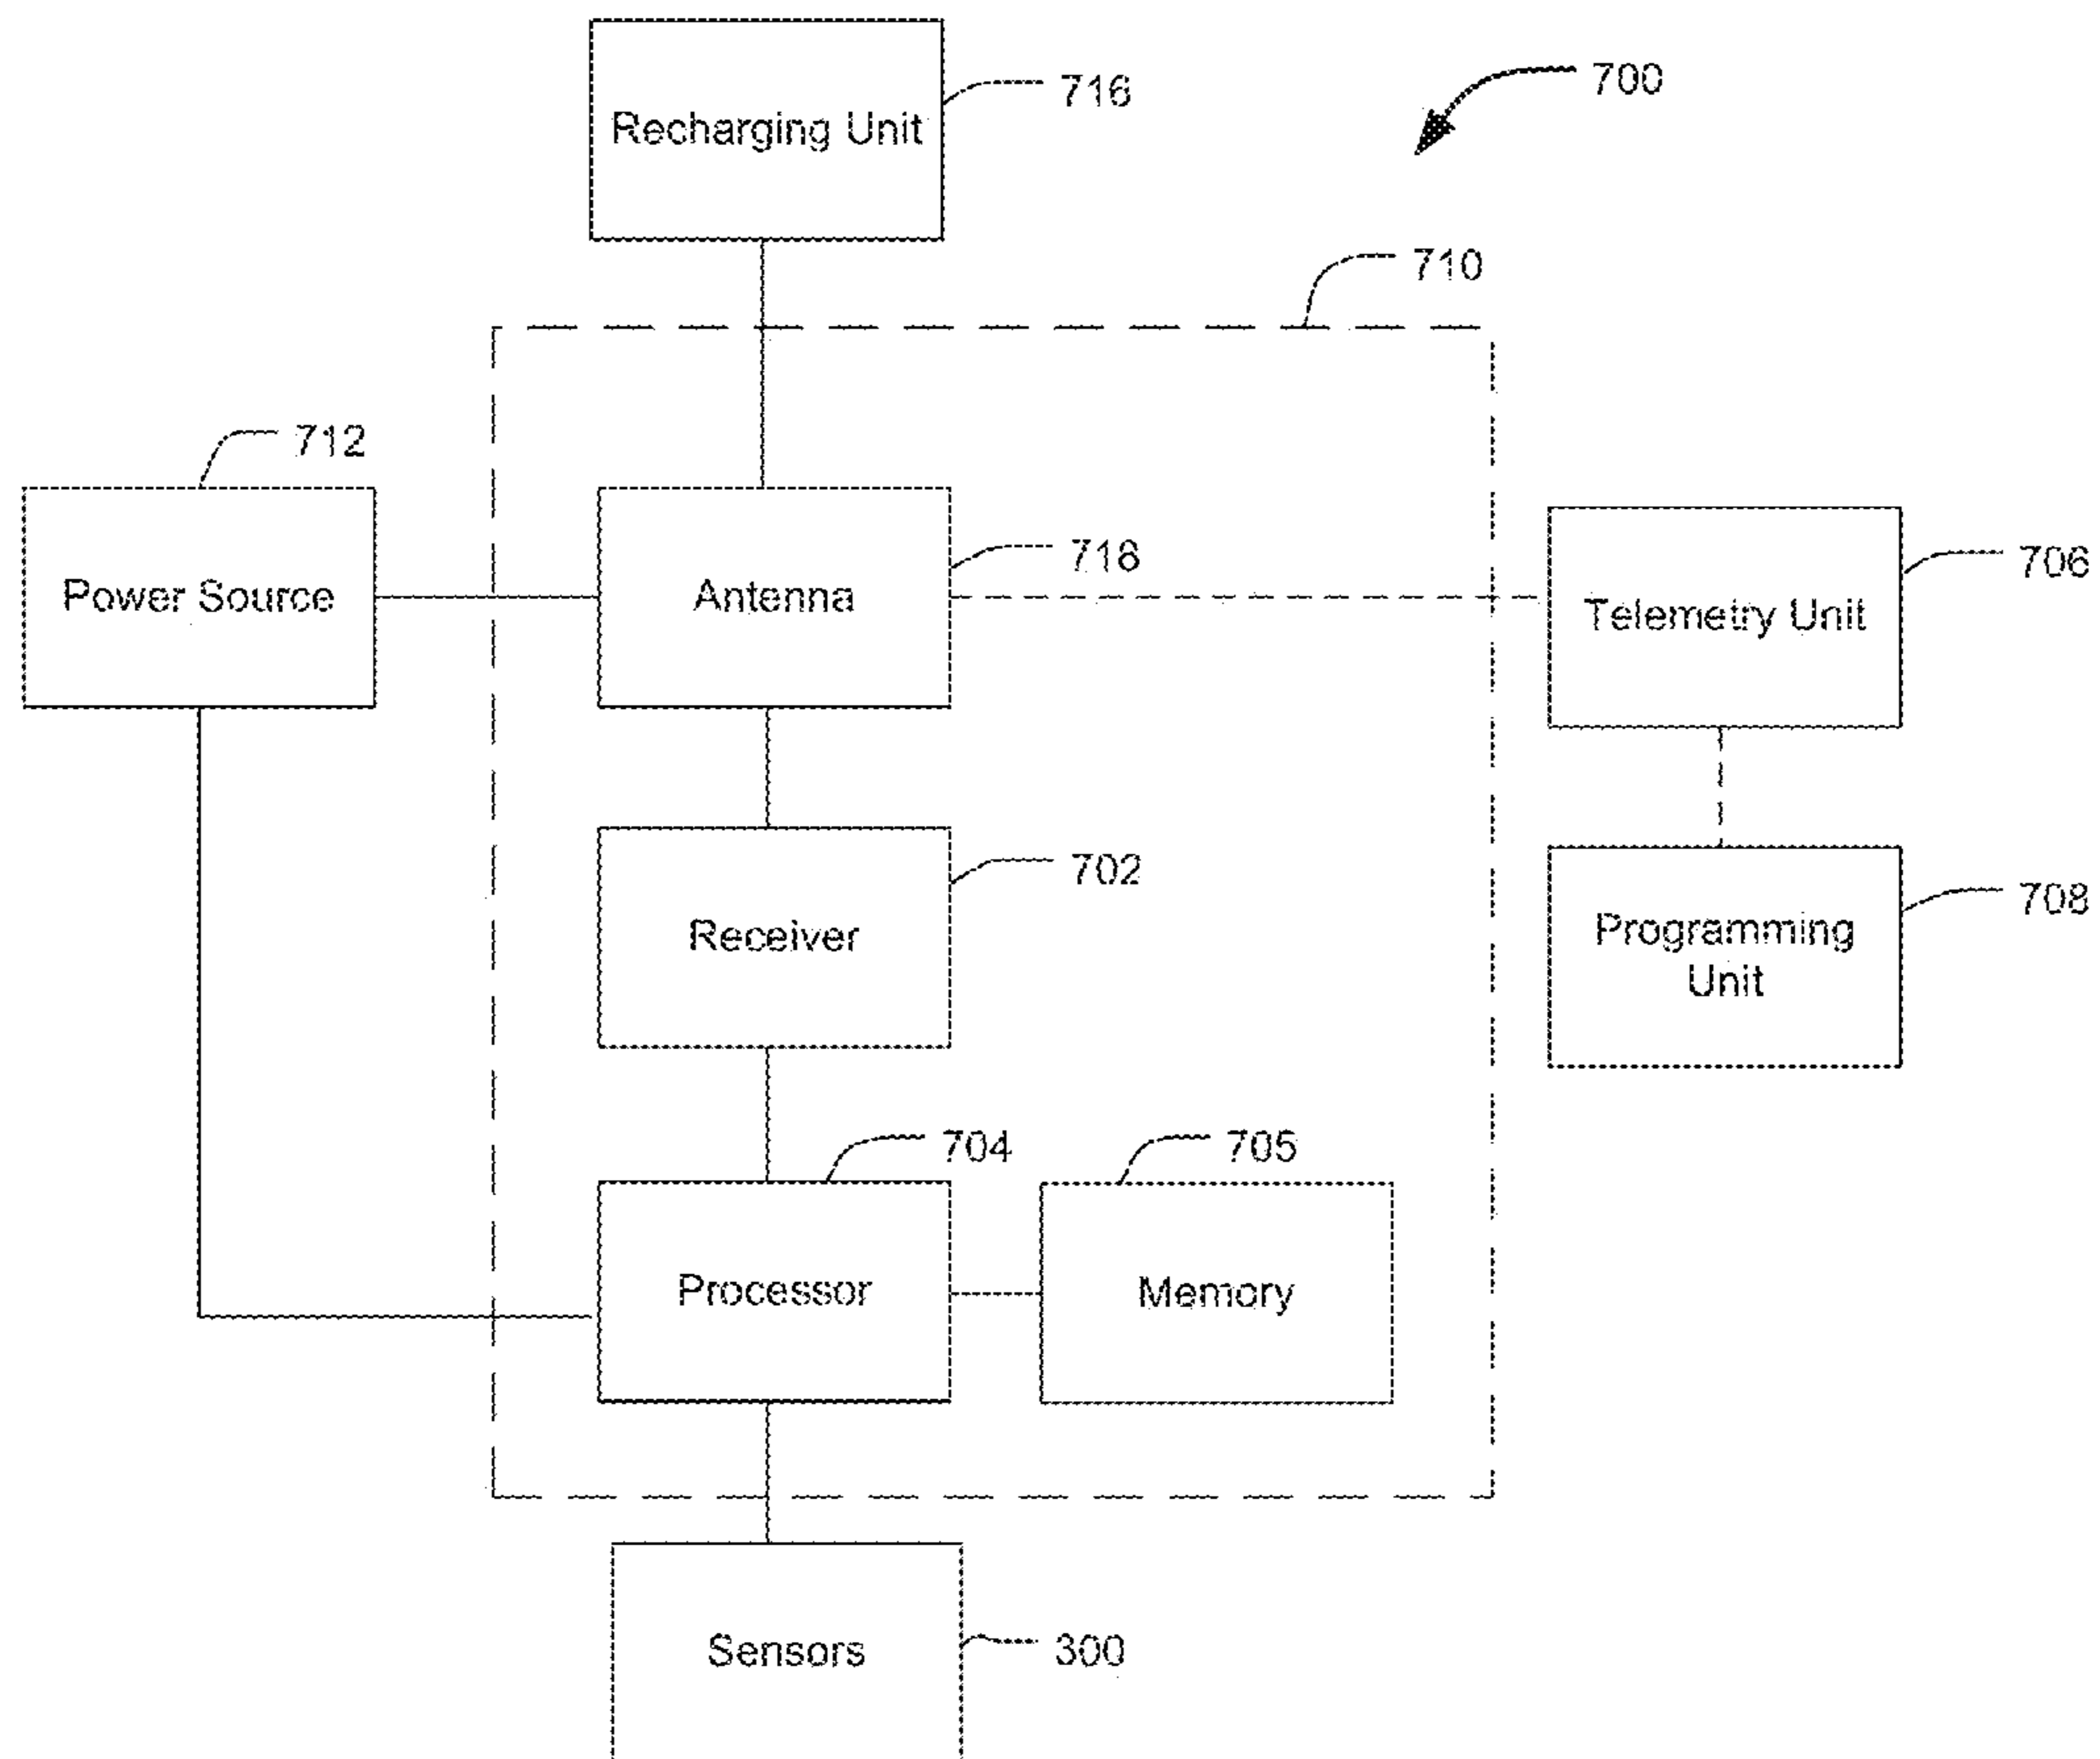 716
700
Recharging Unit
710
712
718
706
Power Source
Antenna
Telemetry Unit
702
708
Receiver
Programming
Unit
704
705
Processor
Memory
Sensors
300